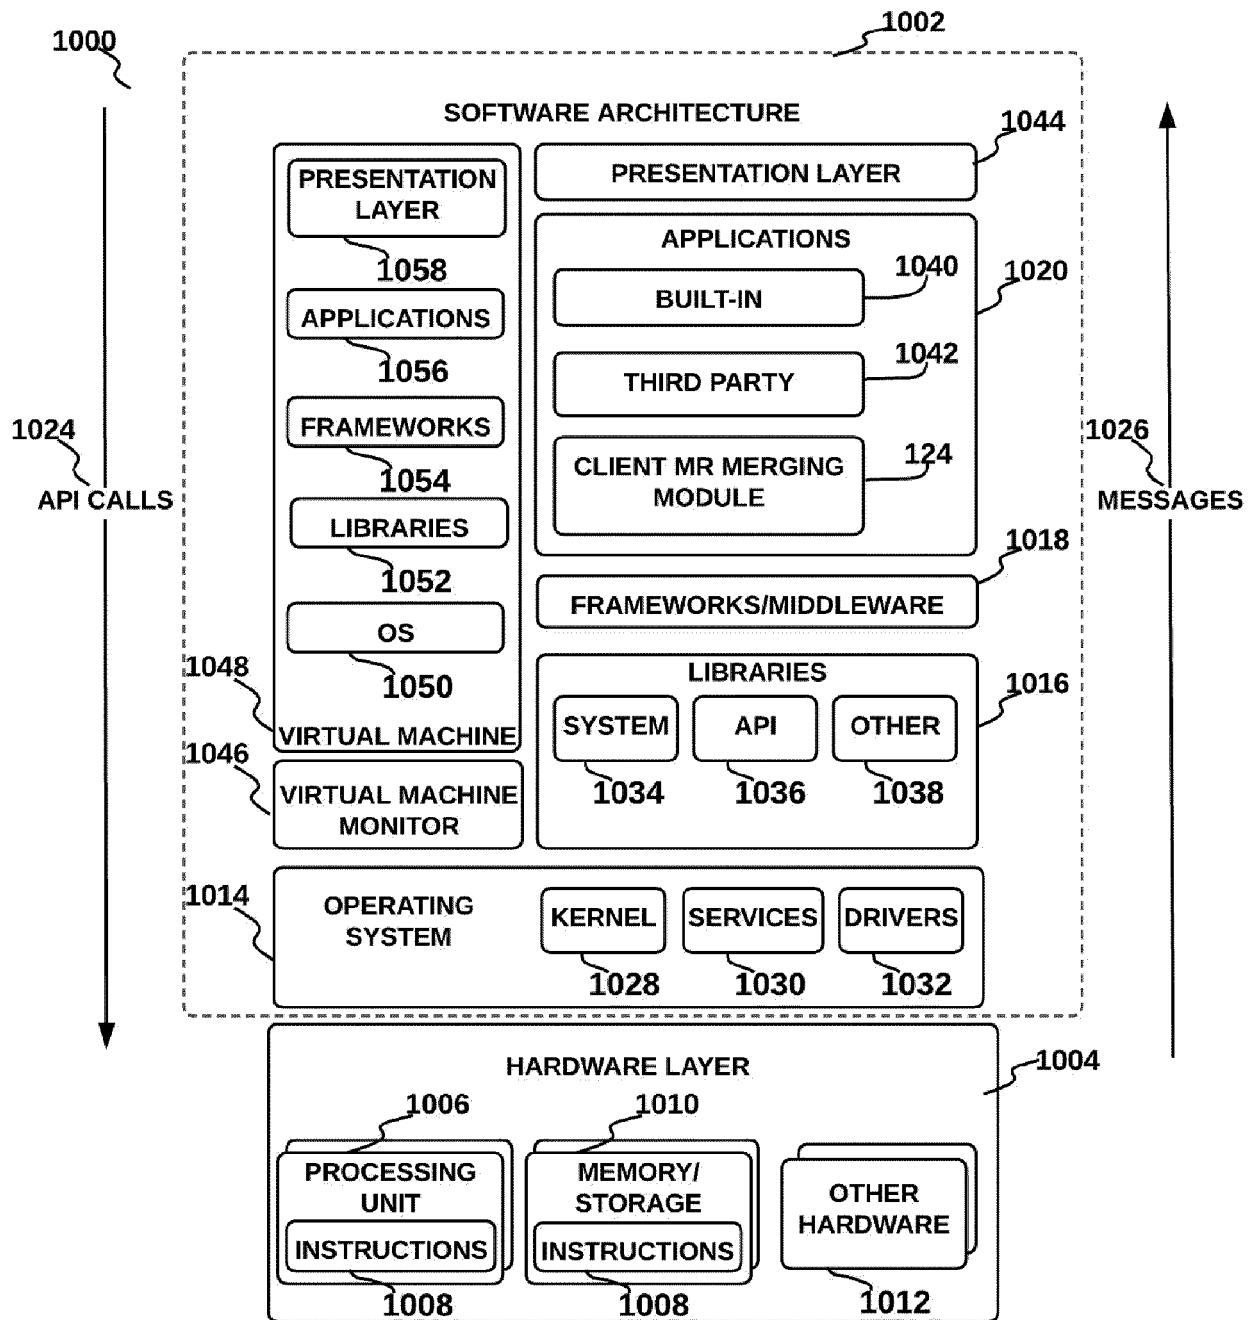 1000
1002
SOFTWARE ARCHITECTURE
1044
PRESENTATION
LAYER
1058
APPLICATIONS
1056
FRAMEWORKS
1054
LIBRARIES
1052
OS
1050
1048
VIRTUAL MACHINE
1046
VIRTUAL MACHINE
MONITOR
PRESENTATION LAYER
APPLICATIONS
1020
BUILT-IN
1040
THIRD PARTY
1042
CLIENT MR MERGING
MODULE
124
1018
FRAMEWORKS/MIDDLEWARE
LIBRARIES
1016
SYSTEM
API
OTHER
1034
1036
1038
1024
API CALLS
1026
MESSAGES
1014
OPERATING
SYSTEM
KERNEL
SERVICES
DRIVERS
1028
1030
1032
HARDWARE LAYER
1004
1006
1010
PROCESSING
UNIT
INSTRUCTIONS
1008
MEMORY/
STORAGE
INSTRUCTIONS
1008
OTHER
HARDWARE
1012